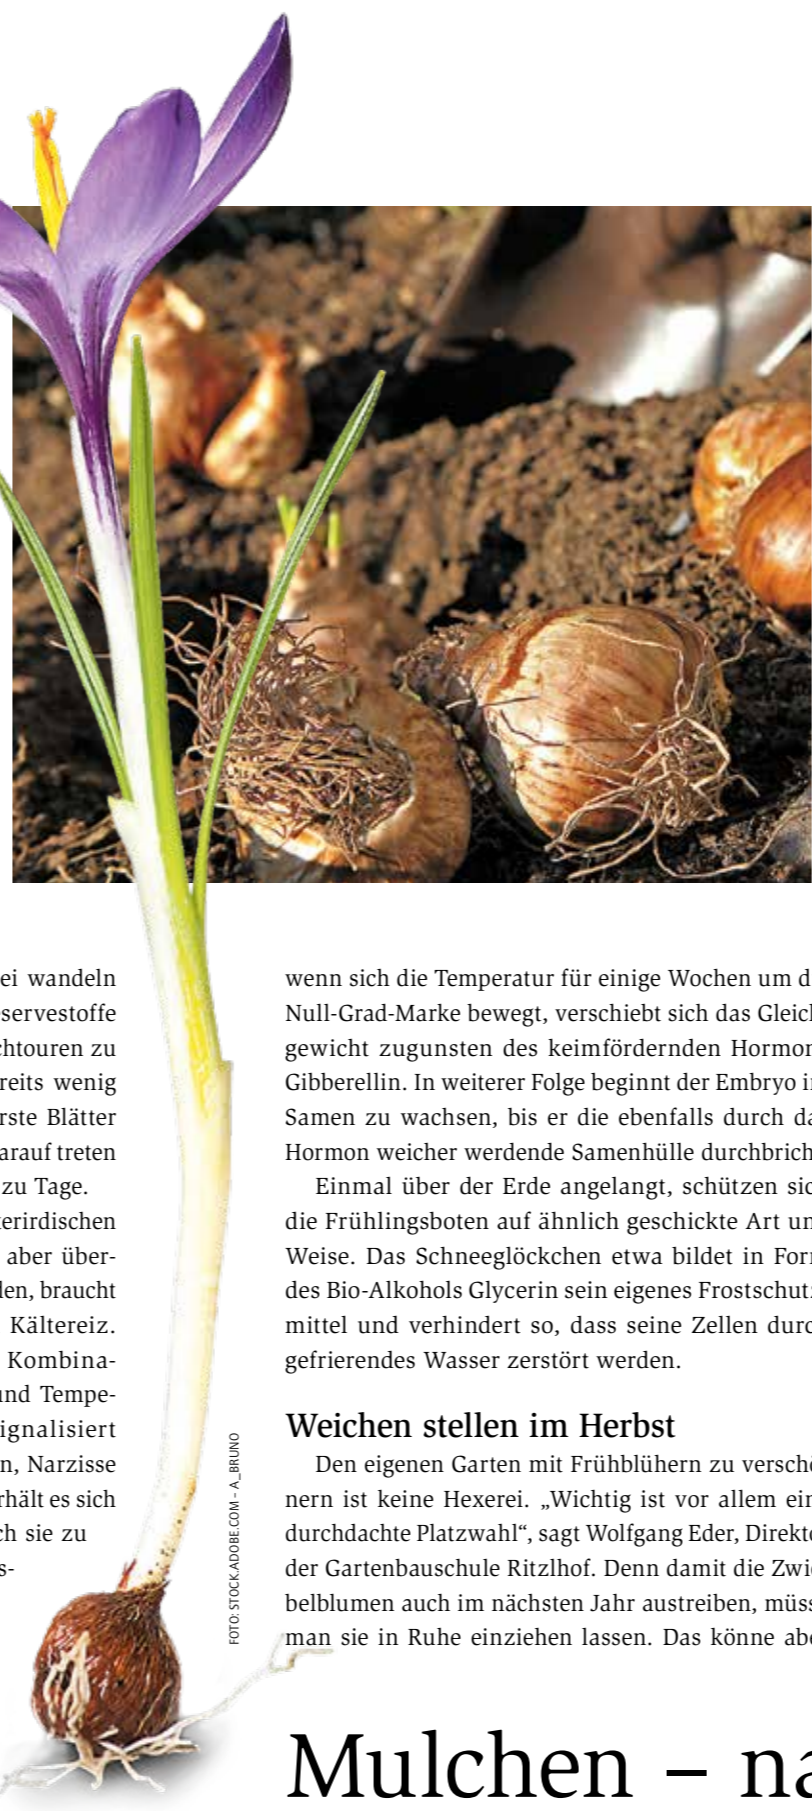 ei wandeln
servestoffe
chtouren zu
reits wenig
rste Blätter
arauf treten
zu Tage.
terirdischen
aber über-
len, braucht
Kältereiz.
Kombina-
und Tempe-
ignalisiert
n, Narzisse
rhält es sich
ch sie zu
s-
FOTO: STOCK.ADOBE.COM – A_BRUNO
wenn sich die Temperatur für einige Wochen um d
Null-Grad-Marke bewegt, verschiebt sich das Gleich
gewicht zugunsten des keimfördernden Hormon
Gibberellin. In weiterer Folge beginnt der Embryo i
Samen zu wachsen, bis er die ebenfalls durch da
Hormon weicher werdende Samenhülle durchbrich
Einmal über der Erde angelangt, schützen sic
die Frühlingsboten auf ähnlich geschickte Art un
Weise. Das Schneeglöckchen etwa bildet in For
des Bio-Alkohols Glycerin sein eigenes Frostschutz
mittel und verhindert so, dass seine Zellen durc
gefrierendes Wasser zerstört werden.
Weichen stellen im Herbst
Den eigenen Garten mit Frühblühern zu verschö
nern ist keine Hexerei. „Wichtig ist vor allem ein
durchdachte Platzwahl“, sagt Wolfgang Eder, Direkto
der Gartenbauschule Ritzlhof. Denn damit die Zwie
belblumen auch im nächsten Jahr austreiben, müss
man sie in Ruhe einziehen lassen. Das könne abe
Mulchen – na